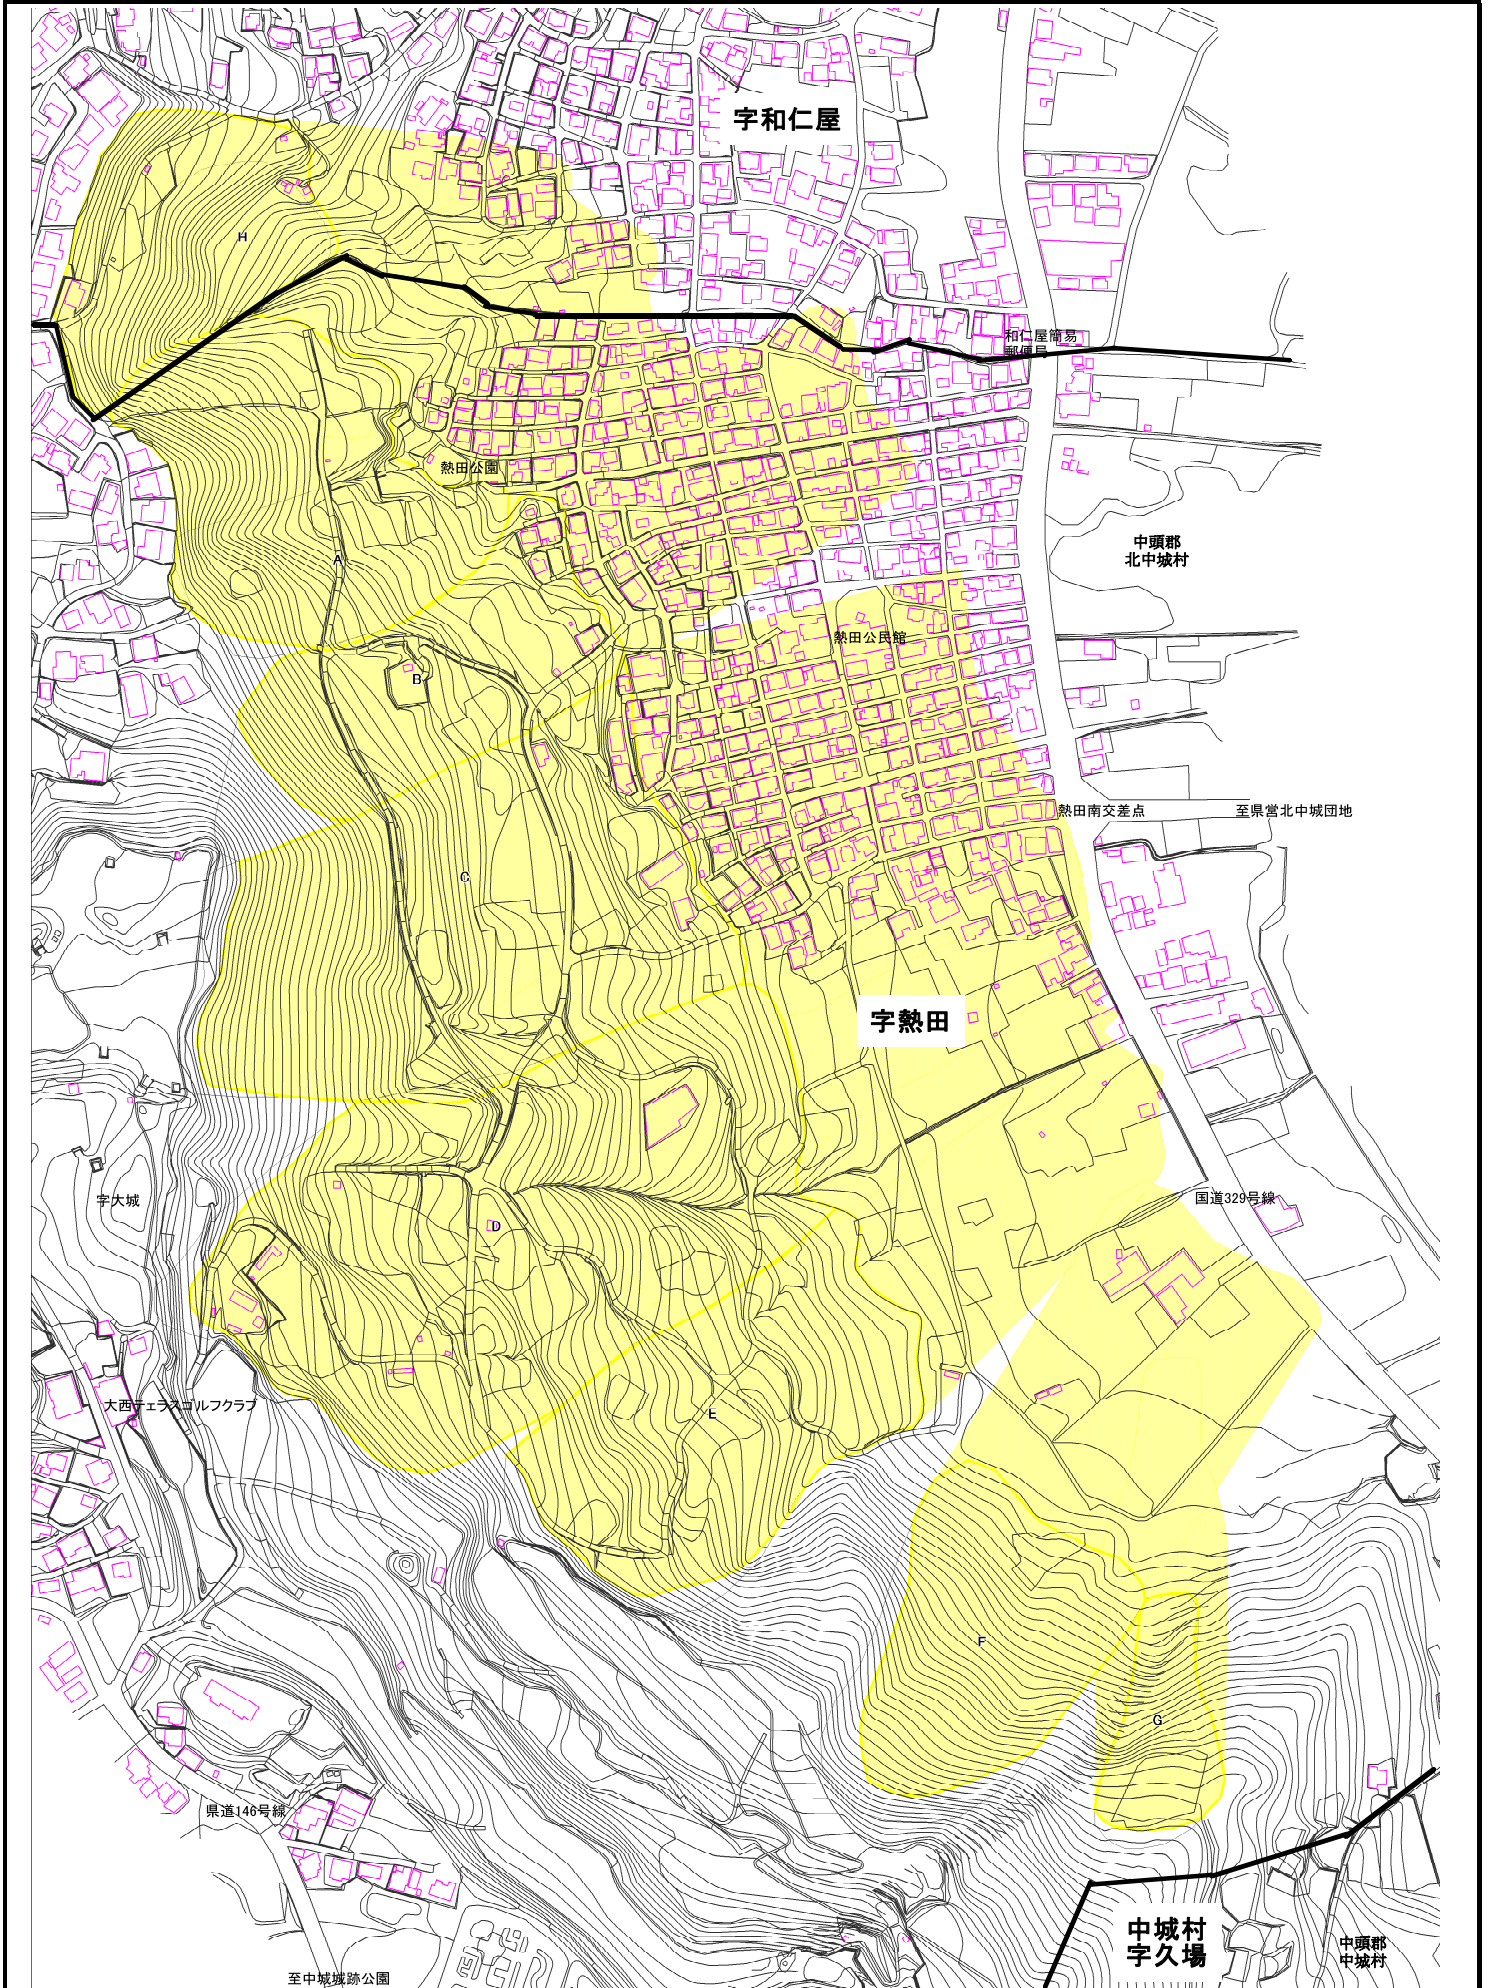 字和仁屋
H
和仁屋簡易
郵便局
熱田公園
中頭郡
北中城村
A
熱田公民館
B
熱田南交差点
至県営北中城団地
C
字熱田
字大城
国道329号線
D
大西テェラスゴルフクラブ
E
F
G
県道146号線
中城村
字久場
中頭郡
中城村
至中城城跡公園